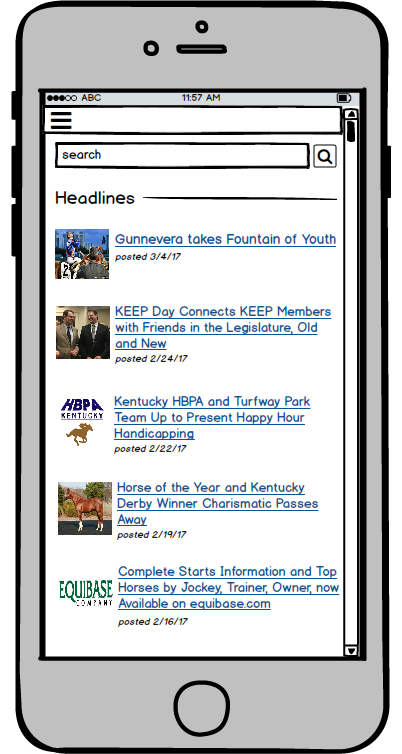 ABC 11:57 AM
search
Headlines
Gunnevera takes Fountain of Youth
posted 3/4/17
KEEP Day Connects KEEP Members
with Friends in the Legislature, Old
and New
posted 2/24/17
HBPA
KENTUCKY
Kentucky HBPA and Turfway Park
Team Up to Present Happy Hour
Handicapping
posted 2/22/17
Horse of the Year and Kentucky
Derby Winner Charismatic Passes
Away
posted 2/19/17
EQUIBASE
COMPANY
Complete Starts Information and Top
Horses by Jockey, Trainer, Owner, now
Available on equibase.com
posted 2/16/17